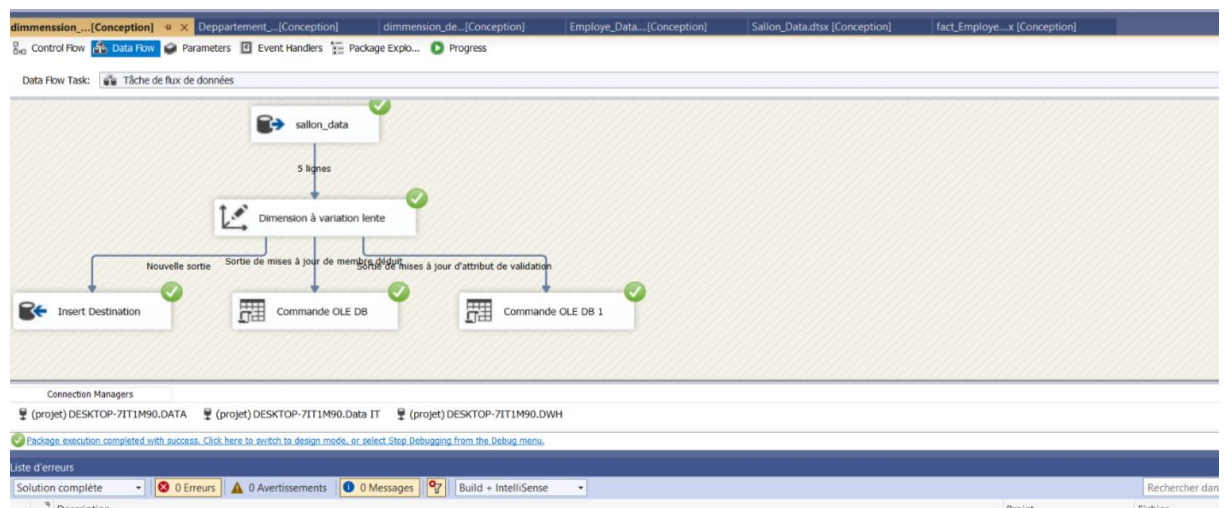 dimmenssion_...[Conception]
Deppartement_...[Conception]
dimmension_de...[Conception]
Employe_Data....[Conception]
Sallon_Data.dtsx [Conception]
fact_Employe....x [Conception]
Control Flow
Data Flow
Parameters
Event Handlers
Package Explo...
Progress
Data Flow Task:
Tâche de flux de données
sallon_data
5 lignes
Dimension à variation lente
Nouvelle sortie
Sortie de mises à jour de membre déduit
Sortie de mises à jour d'attribut de validation
Insert Destination
Commande OLE DB
Commande OLE DB 1
Connection Managers
(projet) DESKTOP-7IT1M90.DATA
(projet) DESKTOP-7IT1M90.Data IT
(projet) DESKTOP-7IT1M90.DWH
Package execution completed with success. Click here to switch to design mode, or select Stop Debugging from the Debug menu.
Liste d'erreurs
Solution complète
0 Erreurs
0 Avertissements
0 Messages
Build + IntelliSense
Rechercher dan
Description
Projet
Fichier